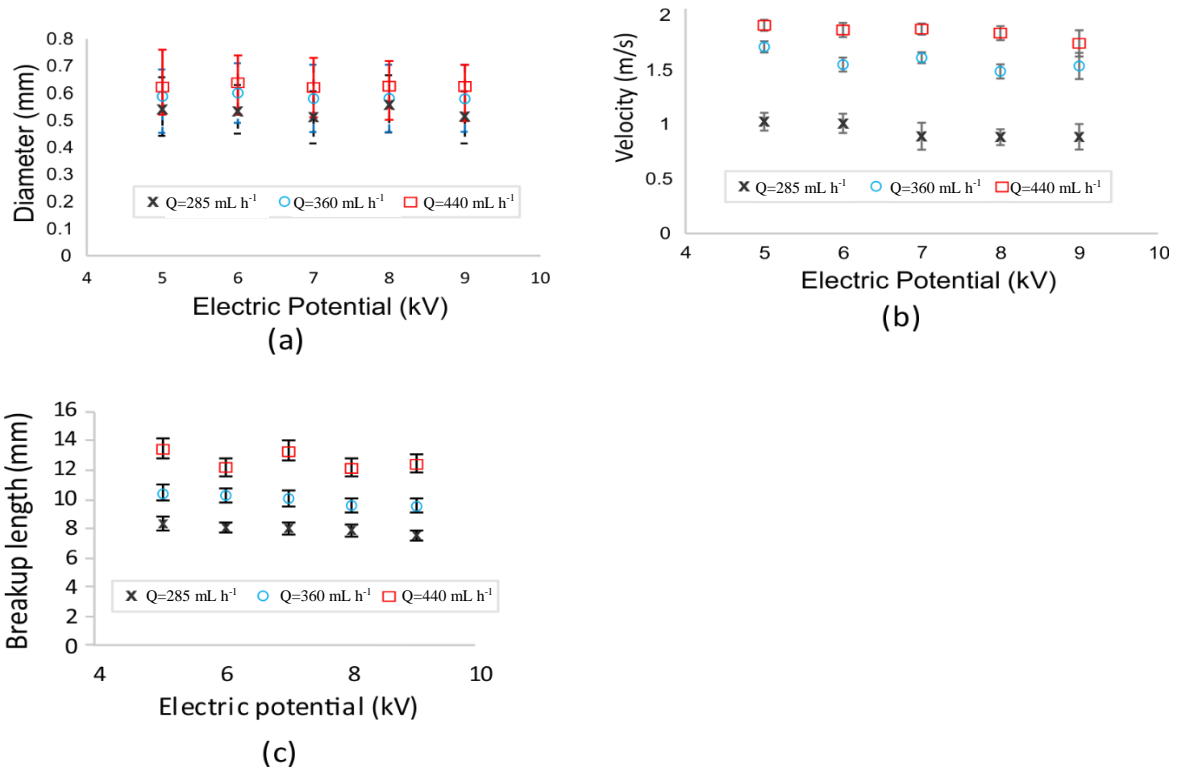 0.8
0.7
0.6
0.5
0.4
0.3
0.2
0.1
0
Diameter (mm)
Q=285 mL h⁻¹ Q=360 mL h⁻¹ Q=440 mL h⁻¹
4 5 6 7 8 9 10
Electric Potential (kV)
(a)
2
1.5
1
0.5
0
Velocity (m/s)
Q=285 mL h⁻¹ Q=360 mL h⁻¹ Q=440 mL h⁻¹
4 5 6 7 8 9 10
Electric Potential (kV)
(b)
16
14
12
10
8
6
4
2
0
Breakup length (mm)
Q=285 mL h⁻¹ Q=360 mL h⁻¹ Q=440 mL h⁻¹
4 6 8 10
Electric potential (kV)
(c)